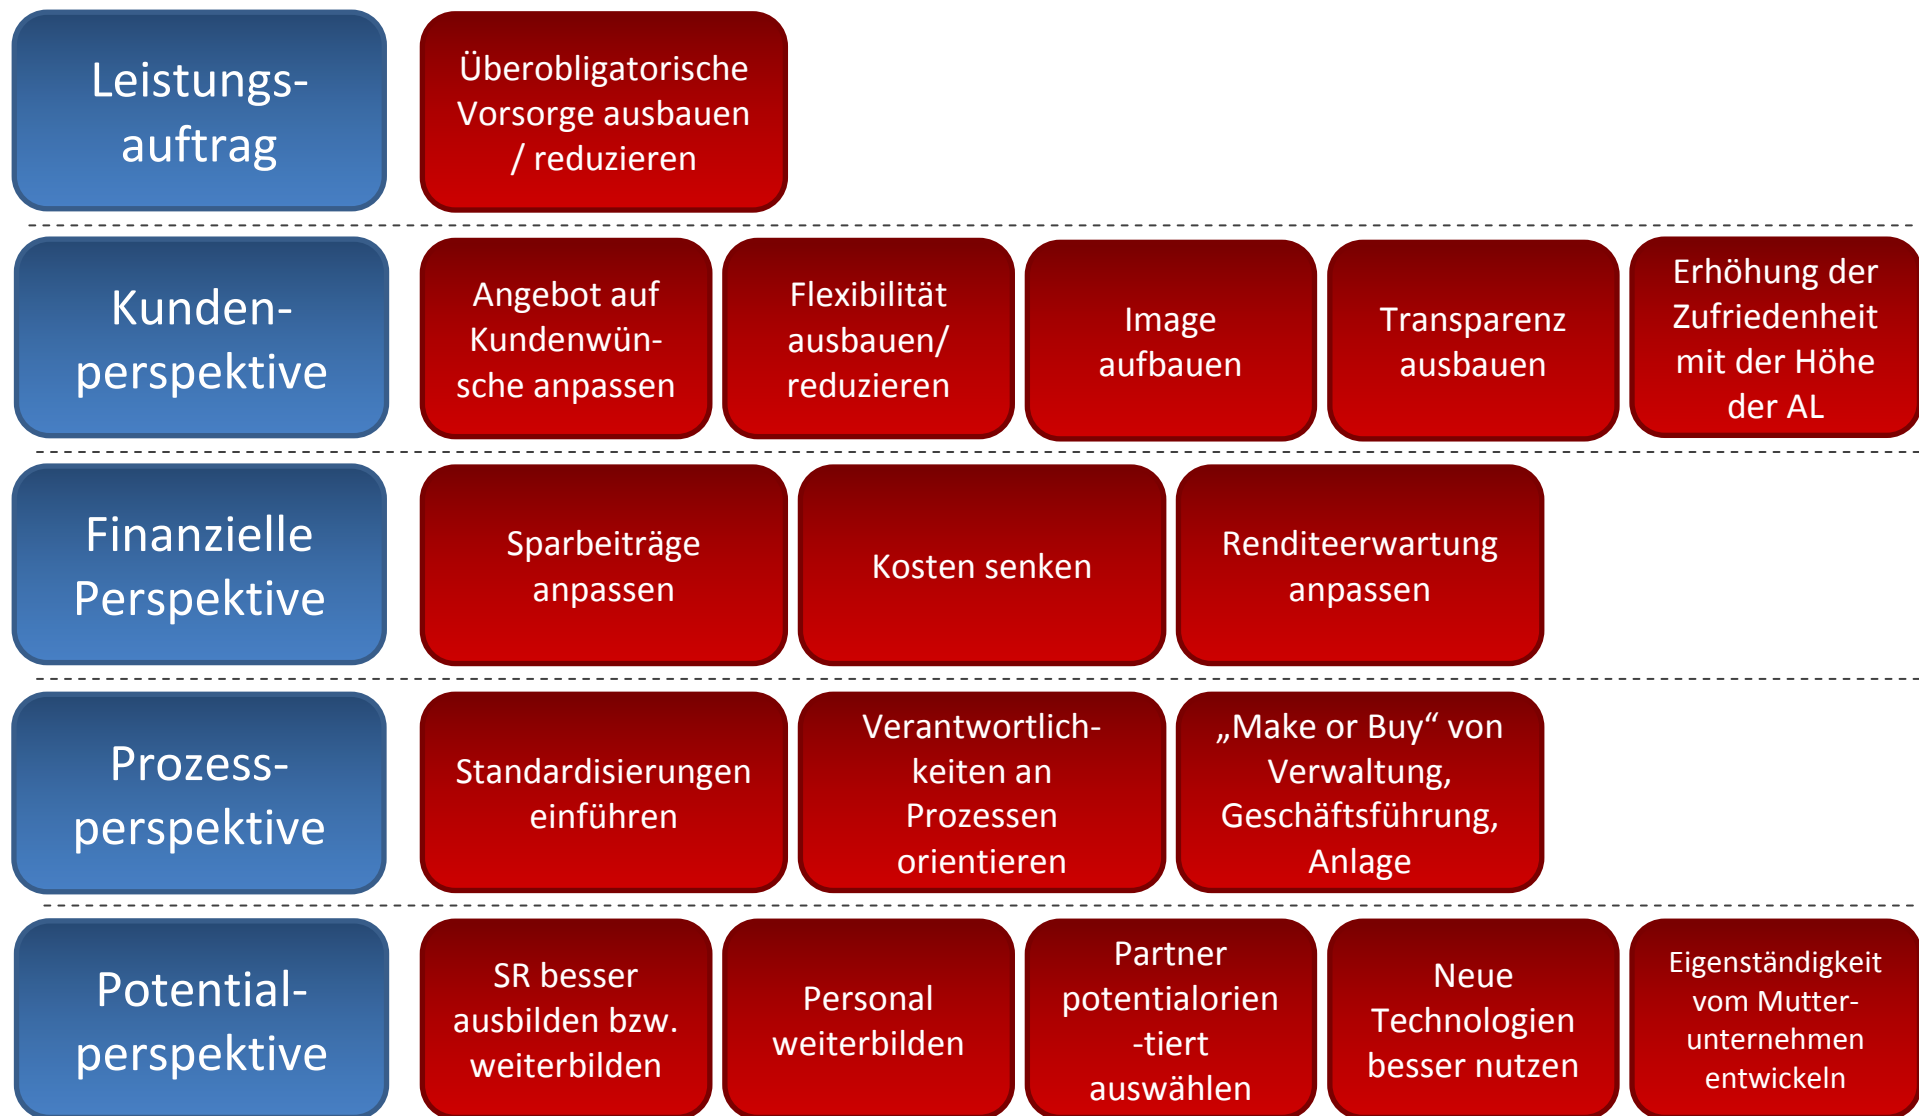 Leistungs-
auftrag
Überobligatorische
Vorsorge ausbauen
/ reduzieren
Kunden-
perspektive
Angebot auf
Kundenwün-
sche anpassen
Flexibilität
ausbauen/
reduzieren
Image
aufbauen
Transparenz
ausbauen
Erhöhung der
Zufriedenheit
mit der Höhe
der AL
Finanzielle
Perspektive
Sparbeiträge
anpassen
Kosten senken
Renditeerwartung
anpassen
Prozess-
perspektive
Standardisierungen
einführen
Verantwortlich-
keiten an
Prozessen
orientieren
„Make or Buy“ von
Verwaltung,
Geschäftsführung,
Anlage
Potential-
perspektive
SR besser
ausbilden bzw.
weiterbilden
Personal
weiterbilden
Partner
potentialorien
-tiert
auswählen
Neue
Technologien
besser nutzen
Eigenständigkeit
vom Mutter-
unternehmen
entwickeln